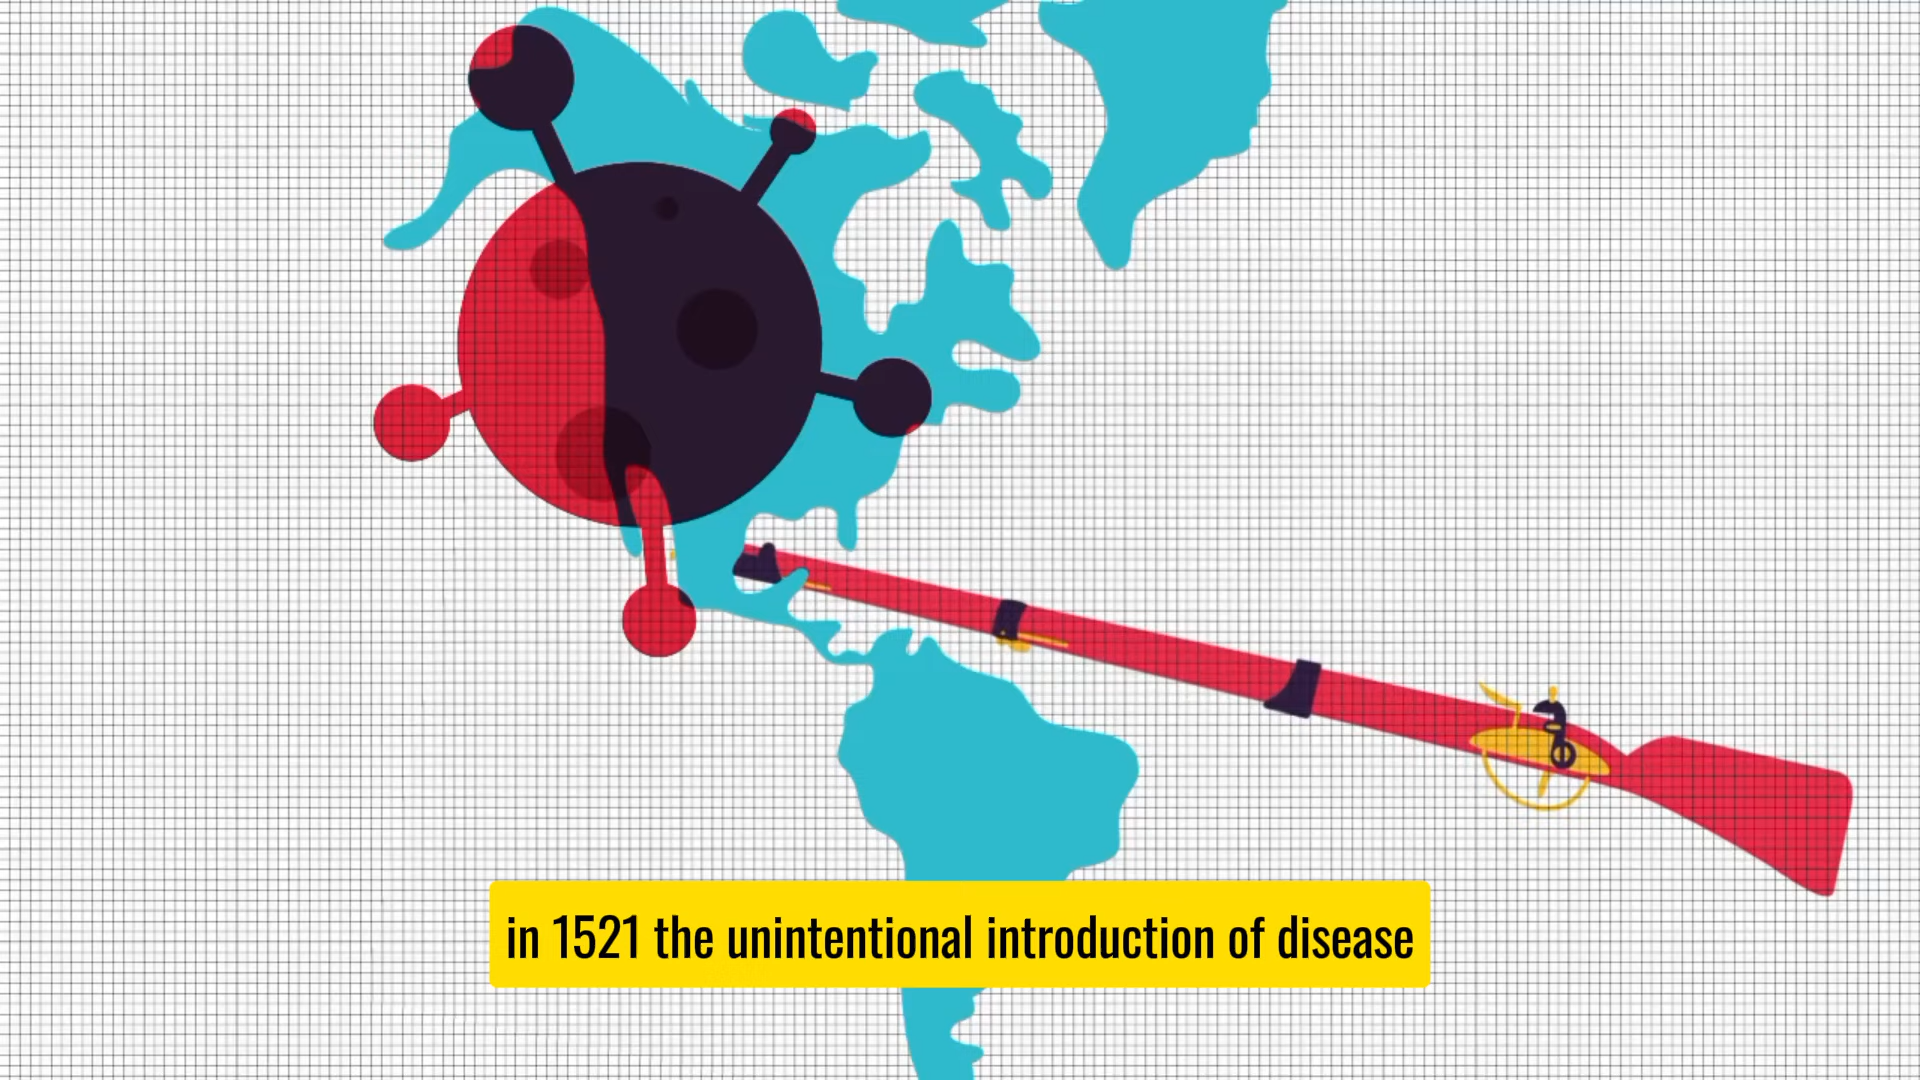 in 1521 the unintentional introduction of disease